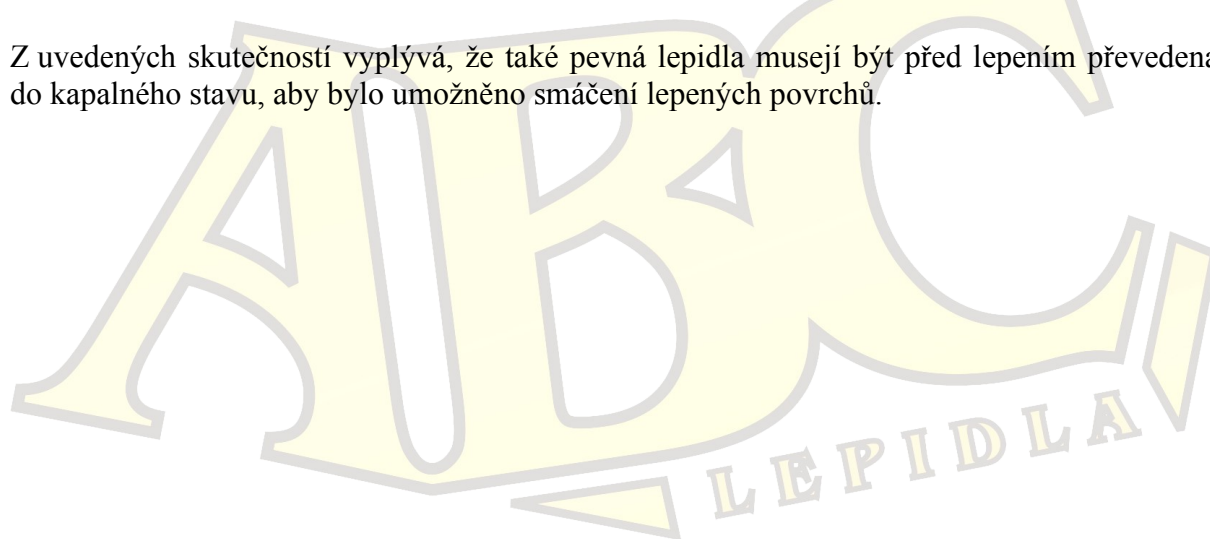 Z uvedených skutečností vyplývá, že také pevná lepidla musejí být před lepením převedena
do kapalného stavu, aby bylo umožněno smáčení lepených povrchů.
ABC
LEPIDLA